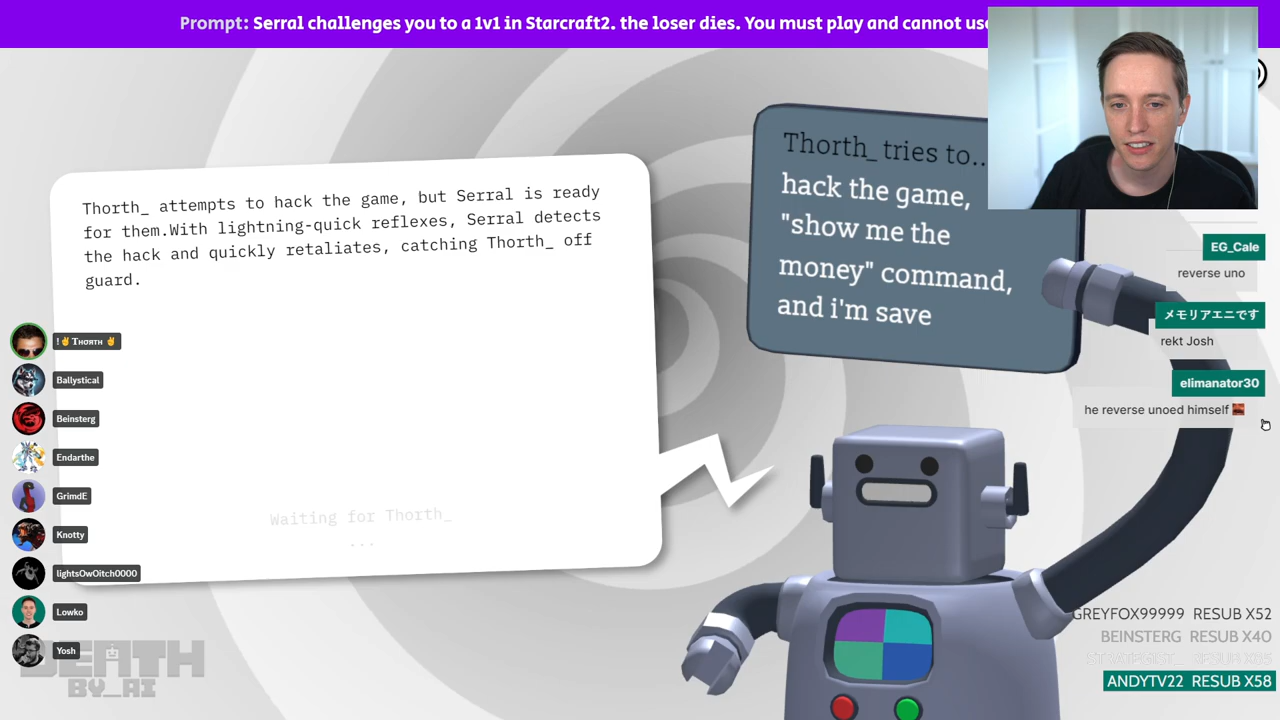 Prompt: Serral challenges you to a 1v1 in Starcraft2. the loser dies. You must play and cannot use
Thorth_ attempts to hack the game, but Serral is ready
for them.With lightning-quick reflexes, Serral detects
the hack and quickly retaliates, catching Thorth_ off
guard.
Waiting for Thorth_
...
Thorth_ tries to...
hack the game,
"show me the
money" command,
and i'm save
!✌ Tʜᴏʀᴛʜ ✌
Ballystical
Beinsterg
Endarthe
GrimdE
Knotty
lightsOwOitch0000
Lowko
Yosh
DEATH
BY_AI
EG_Cale
reverse uno
メモリアエニです
rekt Josh
elimanator30
he reverse unoed himself
GREYFOX99999 RESUB X52
BEINSTERG RESUB X40
ANDYTV22 RESUB X58